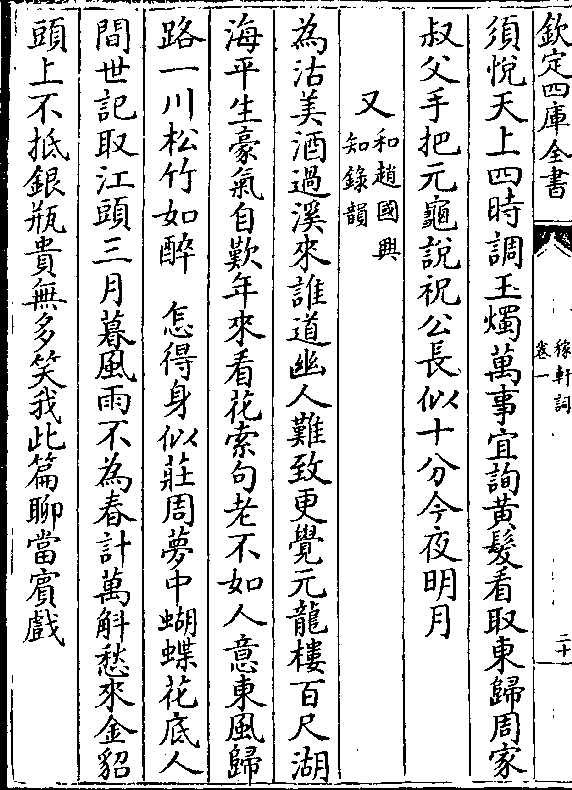 欽定四庫全書
稼軒詞
卷一
二十
須悅天上四時調玉燭萬事宜詢黃髮看取東歸周家
叔父手把元龜說祝公長似十分今夜明月
又
和趙國興
知錄韻
為沽美酒過溪來誰道幽人難致更覺元龍樓百尺湖
海平生豪氣自歎年來看花索句老不如人意東風歸
路一川松竹如醉　怎得身似莊周夢中蝴蝶花底人
間世記取江頭三月暮風雨不為春計萬斛愁來金貂
頭上不抵銀瓶貴無多笑我此篇聊當賓戲